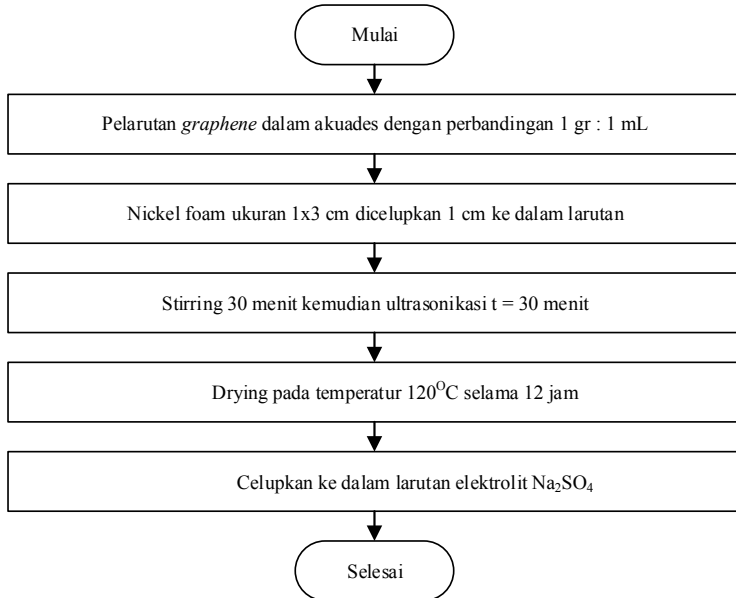 Mulai
Pelarutan graphene dalam akuades dengan perbandingan 1 gr : 1 mL
Nickel foam ukuran 1x3 cm dicelupkan 1 cm ke dalam larutan
Stirring 30 menit kemudian ultrasonikasi t = 30 menit
Drying pada temperatur 120⁰C selama 12 jam
Celupkan ke dalam larutan elektrolit Na₂SO₄
Selesai